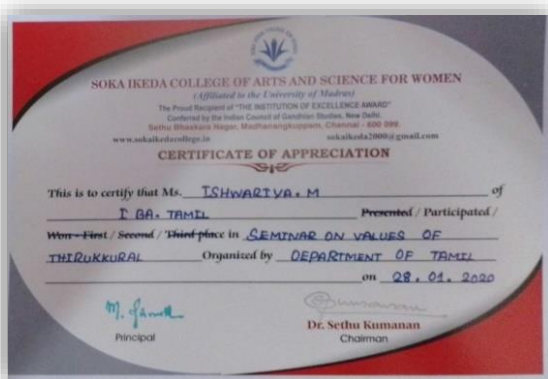 SOKA IKEDA COLLEGE OF ARTS AND SCIENCE FOR WOMEN
(Affiliated to the University of Madras)
The Proud Recipient of "THE INSTITUTION OF EXCELLENCE AWARD"
Conferred by the Indian Council of Gandhian Studies, New Delhi.
Sethu Bhaskara Nagar, Madhanangkuppam, Chennai - 600 099.
www.sokaikedacollege.in sokaikeda2000@gmail.com
CERTIFICATE OF APPRECIATION
This is to certify that Ms. ISHWARIYA. M of
I BA. TAMIL Presented / Participated /
Won - First / Second / Third place in SEMINAR ON VALUES OF
THIRUKKURAL Organized by DEPARTMENT OF TAMIL
on 28. 01. 2020
Principal
Dr. Sethu Kumanan
Chairman